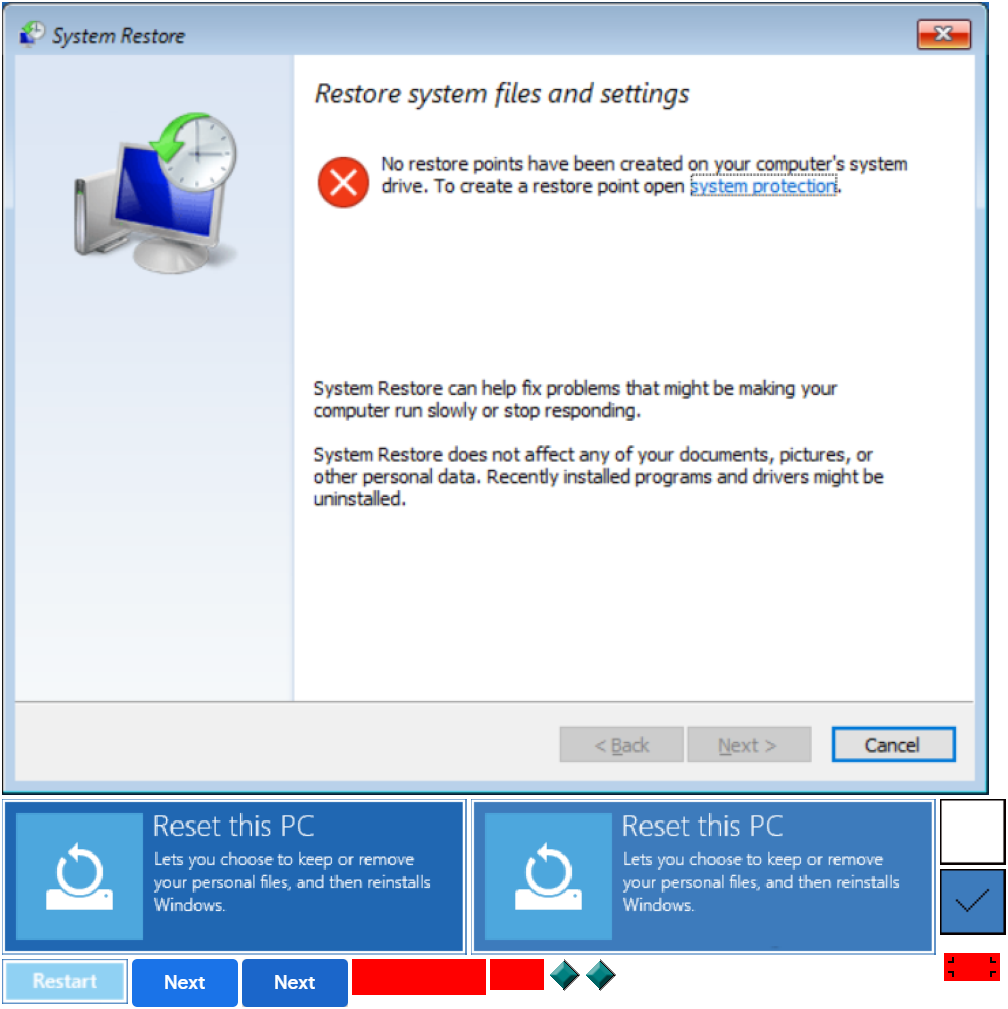 System Restore
Restore system files and settings
No restore points have been created on your computer's system
drive. To create a restore point open system protection.
System Restore can help fix problems that might be making your
computer run slowly or stop responding.
System Restore does not affect any of your documents, pictures, or
other personal data. Recently installed programs and drivers might be
uninstalled.
< Back
Next >
Cancel
Reset this PC
Lets you choose to keep or remove
your personal files, and then reinstalls
Windows.
Reset this PC
Lets you choose to keep or remove
your personal files, and then reinstalls
Windows.
Restart
Next
Next